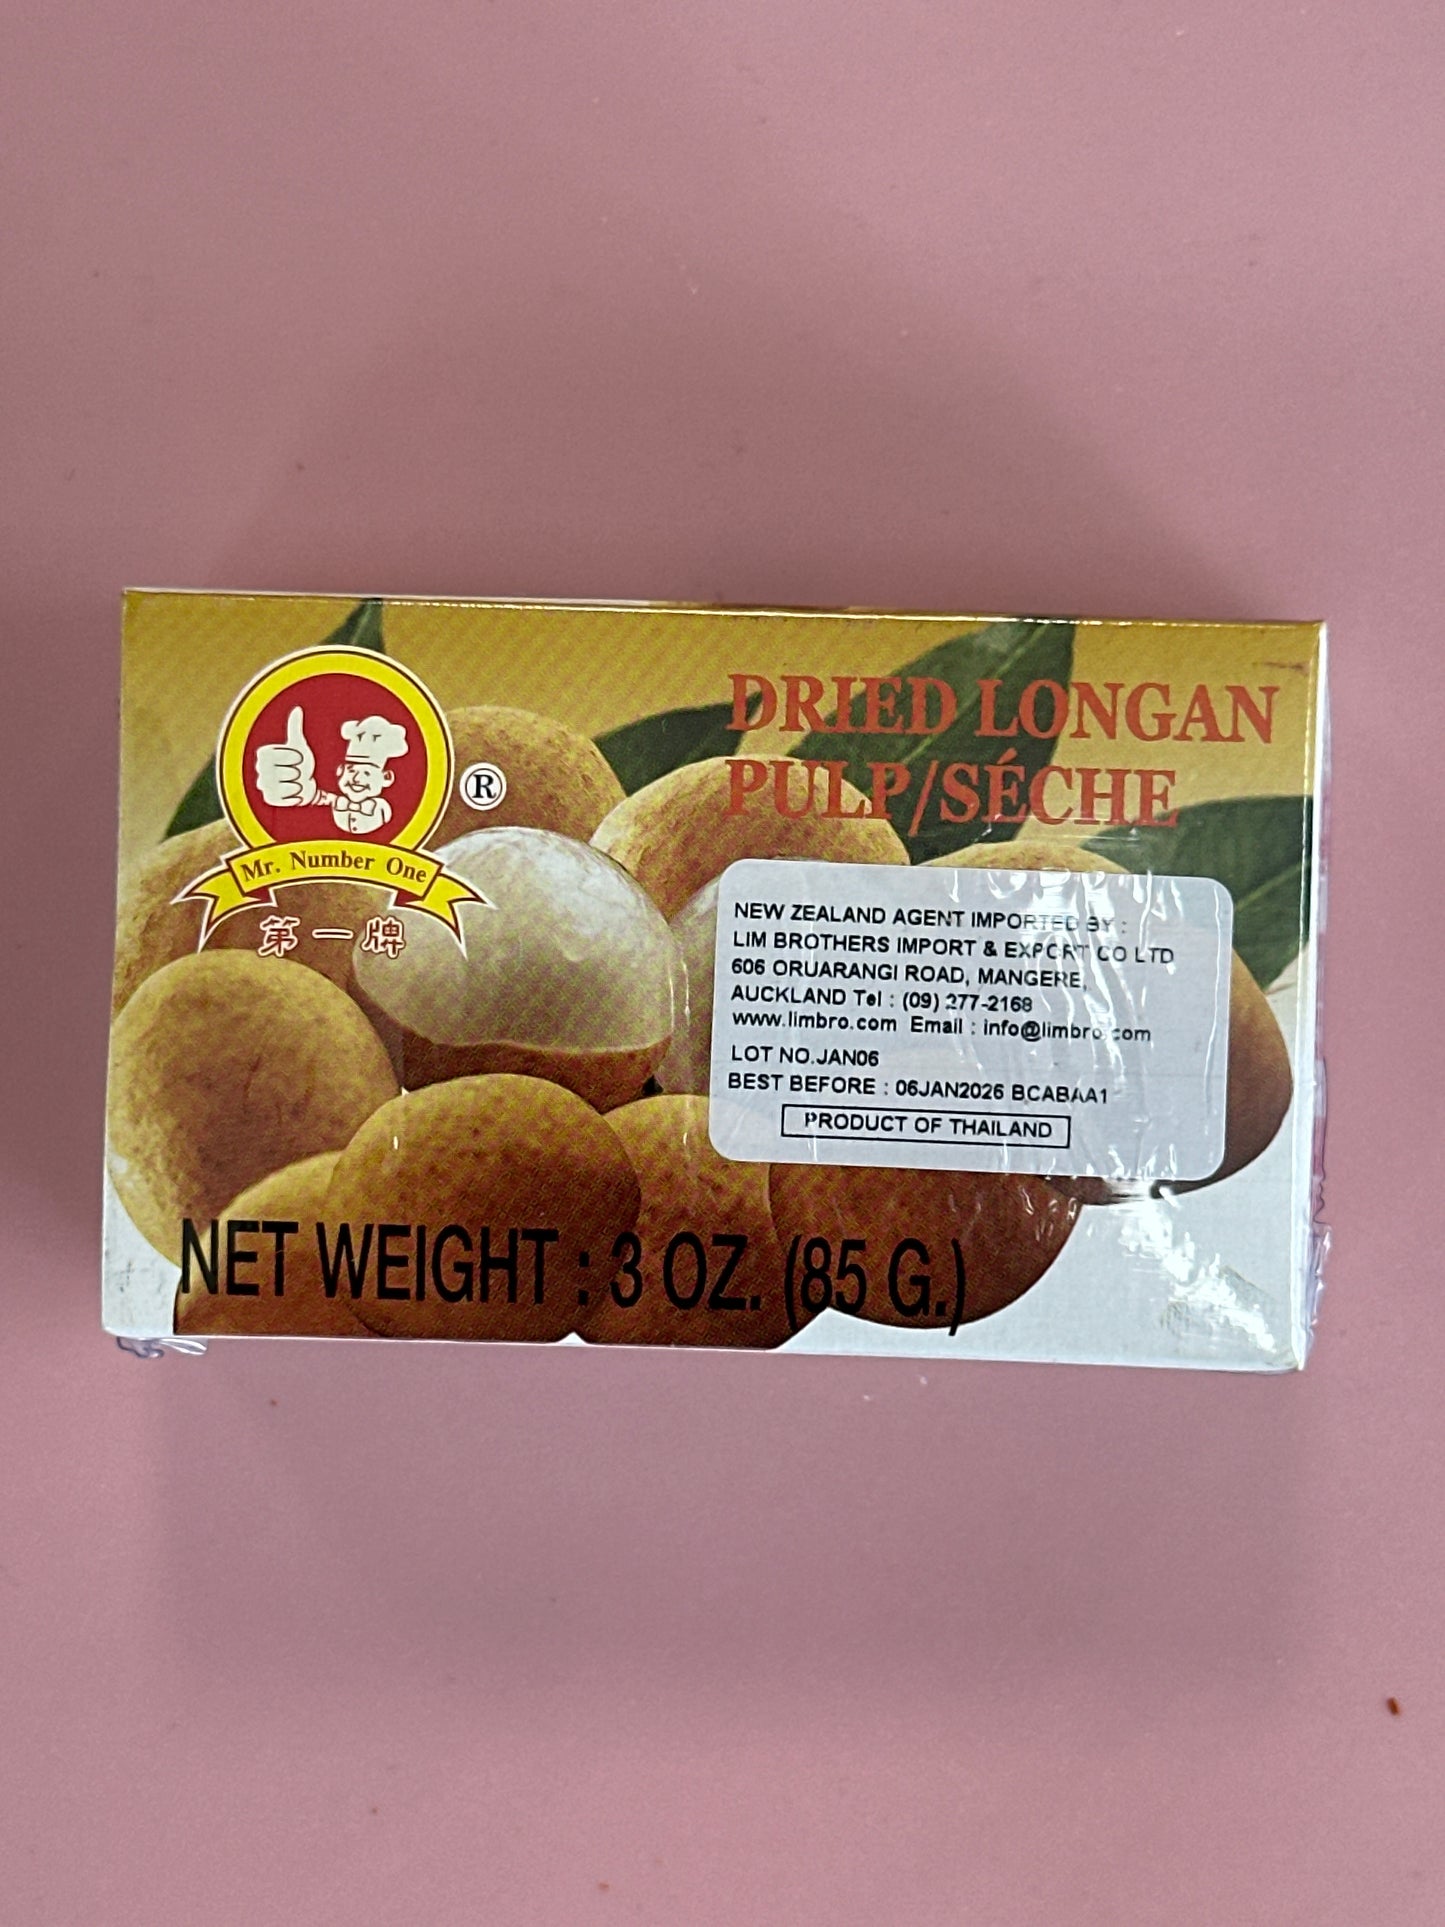 DRIED LONGAN
PULP/SÉCHE
®
Mr. Number One
第一牌
NEW ZEALAND AGENT IMPORTED BY :
LIM BROTHERS IMPORT & EXPORT CO LTD
606 ORUARANGI ROAD, MANGERE,
AUCKLAND Tel : (09) 277-2168
www.limbro.com Email : info@limbro.com
LOT NO.JAN06
BEST BEFORE : 06JAN2026 BCABAA1
PRODUCT OF THAILAND
NET WEIGHT : 3 OZ. (85 G.)